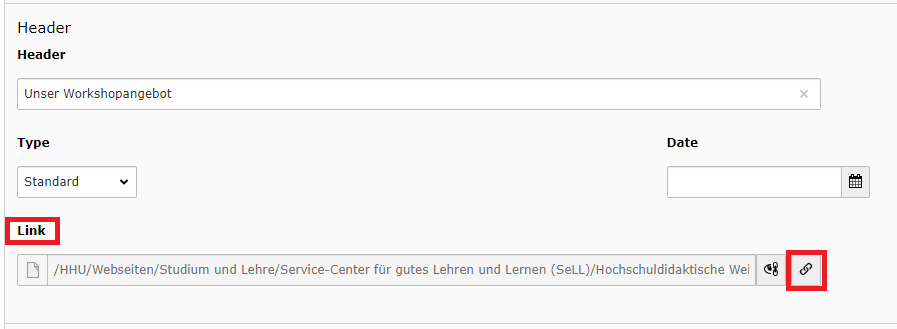 Header
Header
Unser Workshopangebot
Type
Date
Standard
Link
/HHU/Webseiten/Studium und Lehre/Service-Center für gutes Lehren und Lernen (SeLL)/Hochschuldidaktische Wei